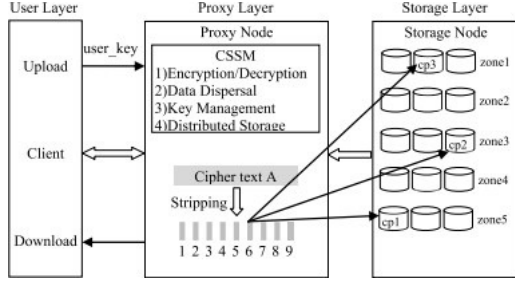 User Layer
Proxy Layer
Storage Layer
Upload
user_key
Client
Download
Proxy Node
CSSM
1)Encryption/Decryption
2)Data Dispersal
3)Key Management
4)Distributed Storage
Cipher text A
Stripping
1 2 3 4 5 6 7 8 9
Storage Node
cp3
zone1
zone2
cp2
zone3
zone4
cp1
zone5